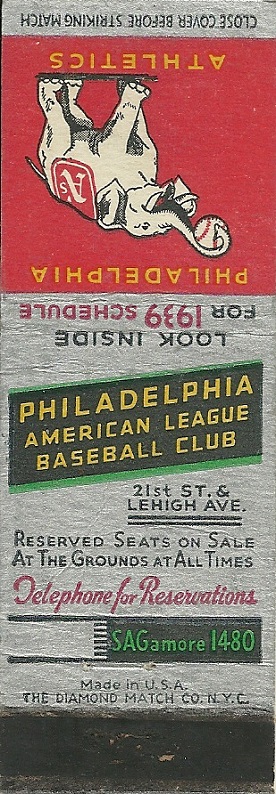 CLOSE COVER BEFORE STRIKING MATCH
PHILADELPHIA
A's
ATHLETICS
LOOK INSIDE
FOR 1939 SCHEDULE
PHILADELPHIA
AMERICAN LEAGUE
BASEBALL CLUB
21st ST. &
LEHIGH AVE.
RESERVED SEATS ON SALE
AT THE GROUNDS AT ALL TIMES
Telephone for Reservations
SAGamore 1480
Made in U.S.A.
THE DIAMOND MATCH CO. N.Y.C.